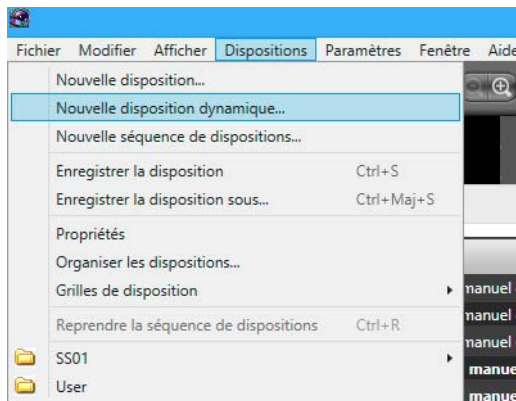 Fichier Modifier Afficher Dispositions Paramètres Fenêtre Aide
Nouvelle disposition...
Nouvelle disposition dynamique...
Nouvelle séquence de dispositions...
Enregistrer la disposition Ctrl+S
Enregistrer la disposition sous... Ctrl+Maj+S
Propriétés
Organiser les dispositions...
Grilles de disposition
manuel
manuel
Reprendre la séquence de dispositions Ctrl+R
manuel
SS01
User